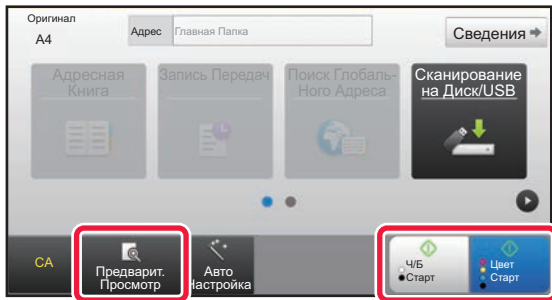 Оригинал
A4
Адрес
Главная Папка
Сведения
Адресная
Книга
Запись Передач
Поиск Глобаль-
Ного Адреса
Сканирование
на Диск/USB
CA
Предварит.
Просмотр
Авто
Настройка
Ч/Б
Старт
Цвет
Старт